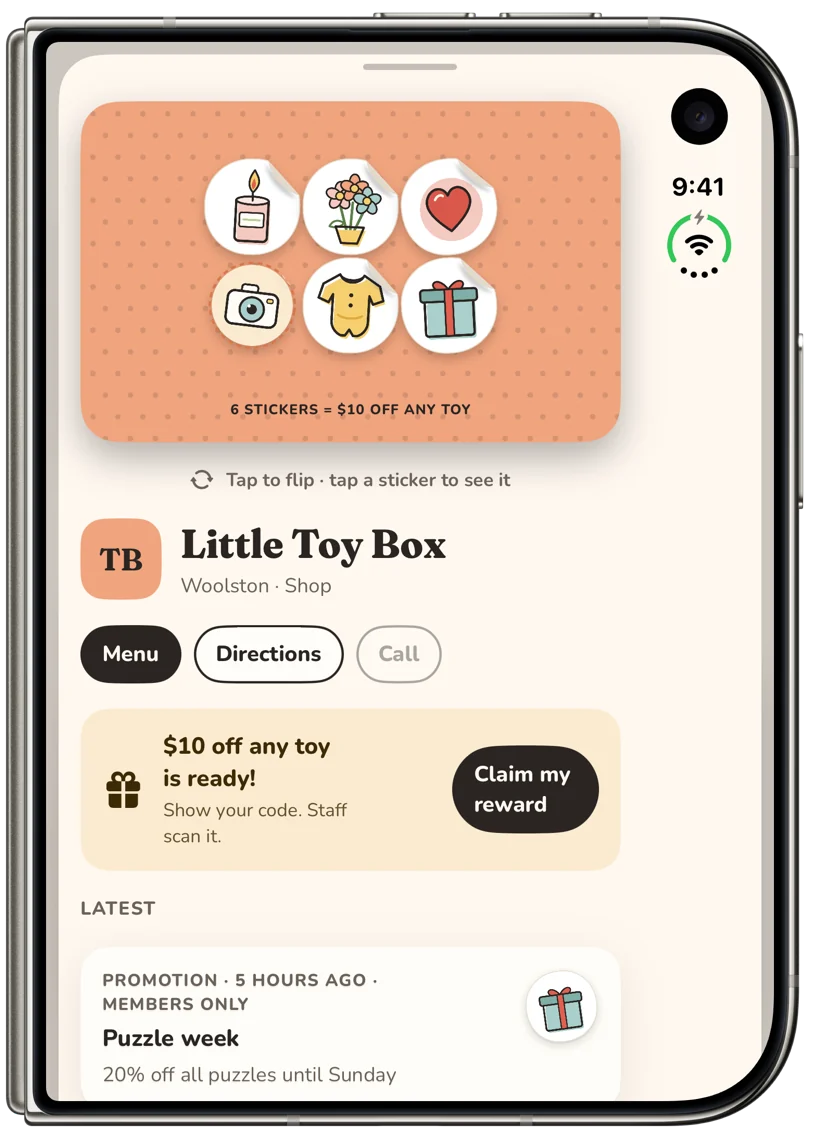 9:41
6 STICKERS = $10 OFF ANY TOY
Tap to flip · tap a sticker to see it
TB
Little Toy Box
Woolston · Shop
Menu
Directions
Call
$10 off any toy
is ready!
Show your code. Staff
scan it.
Claim my
reward
LATEST
PROMOTION · 5 HOURS AGO ·
MEMBERS ONLY
Puzzle week
20% off all puzzles until Sunday